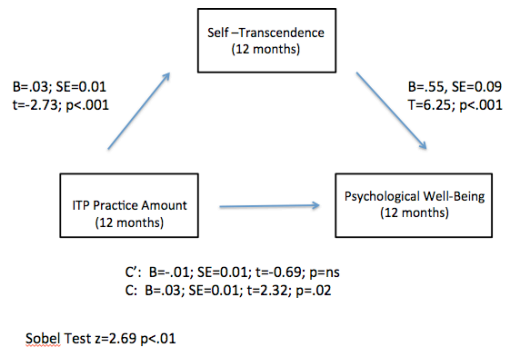 Self –Transcendence
(12 months)
B=.03; SE=0.01
t=-2.73; p<.001
B=.55, SE=0.09
T=6.25; p<.001
ITP Practice Amount
(12 months)
Psychological Well-Being
(12 months)
C’: B=-.01; SE=0.01; t=-0.69; p=ns
C: B=.03; SE=0.01; t=2.32; p=.02
Sobel Test z=2.69 p<.01